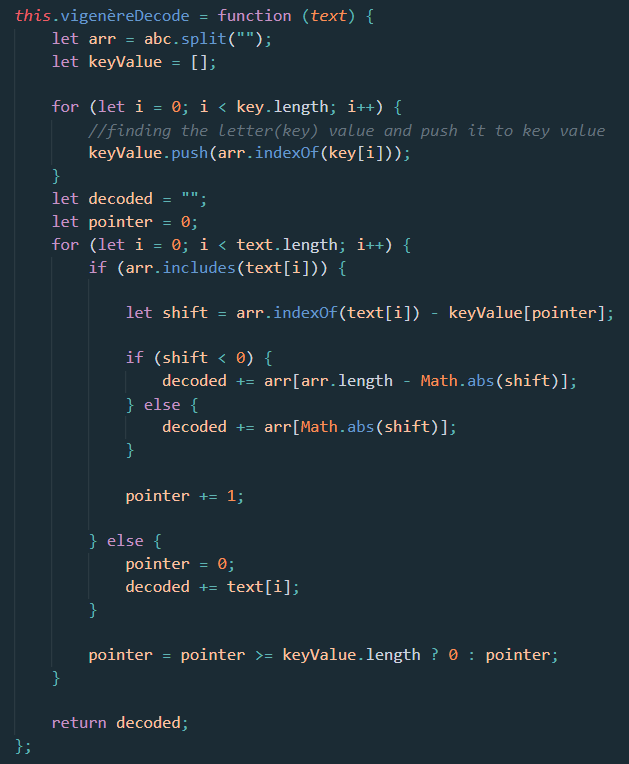 this.vigenèreDecode = function (text) {
    let arr = abc.split("");
    let keyValue = [];

    for (let i = 0; i < key.length; i++) {
        //finding the letter(key) value and push it to key value
        keyValue.push(arr.indexOf(key[i]));
    }
    let decoded = "";
    let pointer = 0;
    for (let i = 0; i < text.length; i++) {
        if (arr.includes(text[i])) {

            let shift = arr.indexOf(text[i]) - keyValue[pointer];

            if (shift < 0) {
                decoded += arr[arr.length - Math.abs(shift)];
            } else {
                decoded += arr[Math.abs(shift)];
            }

            pointer += 1;

        } else {
            pointer = 0;
            decoded += text[i];
        }

        pointer = pointer >= keyValue.length ? 0 : pointer;
    }

    return decoded;
};